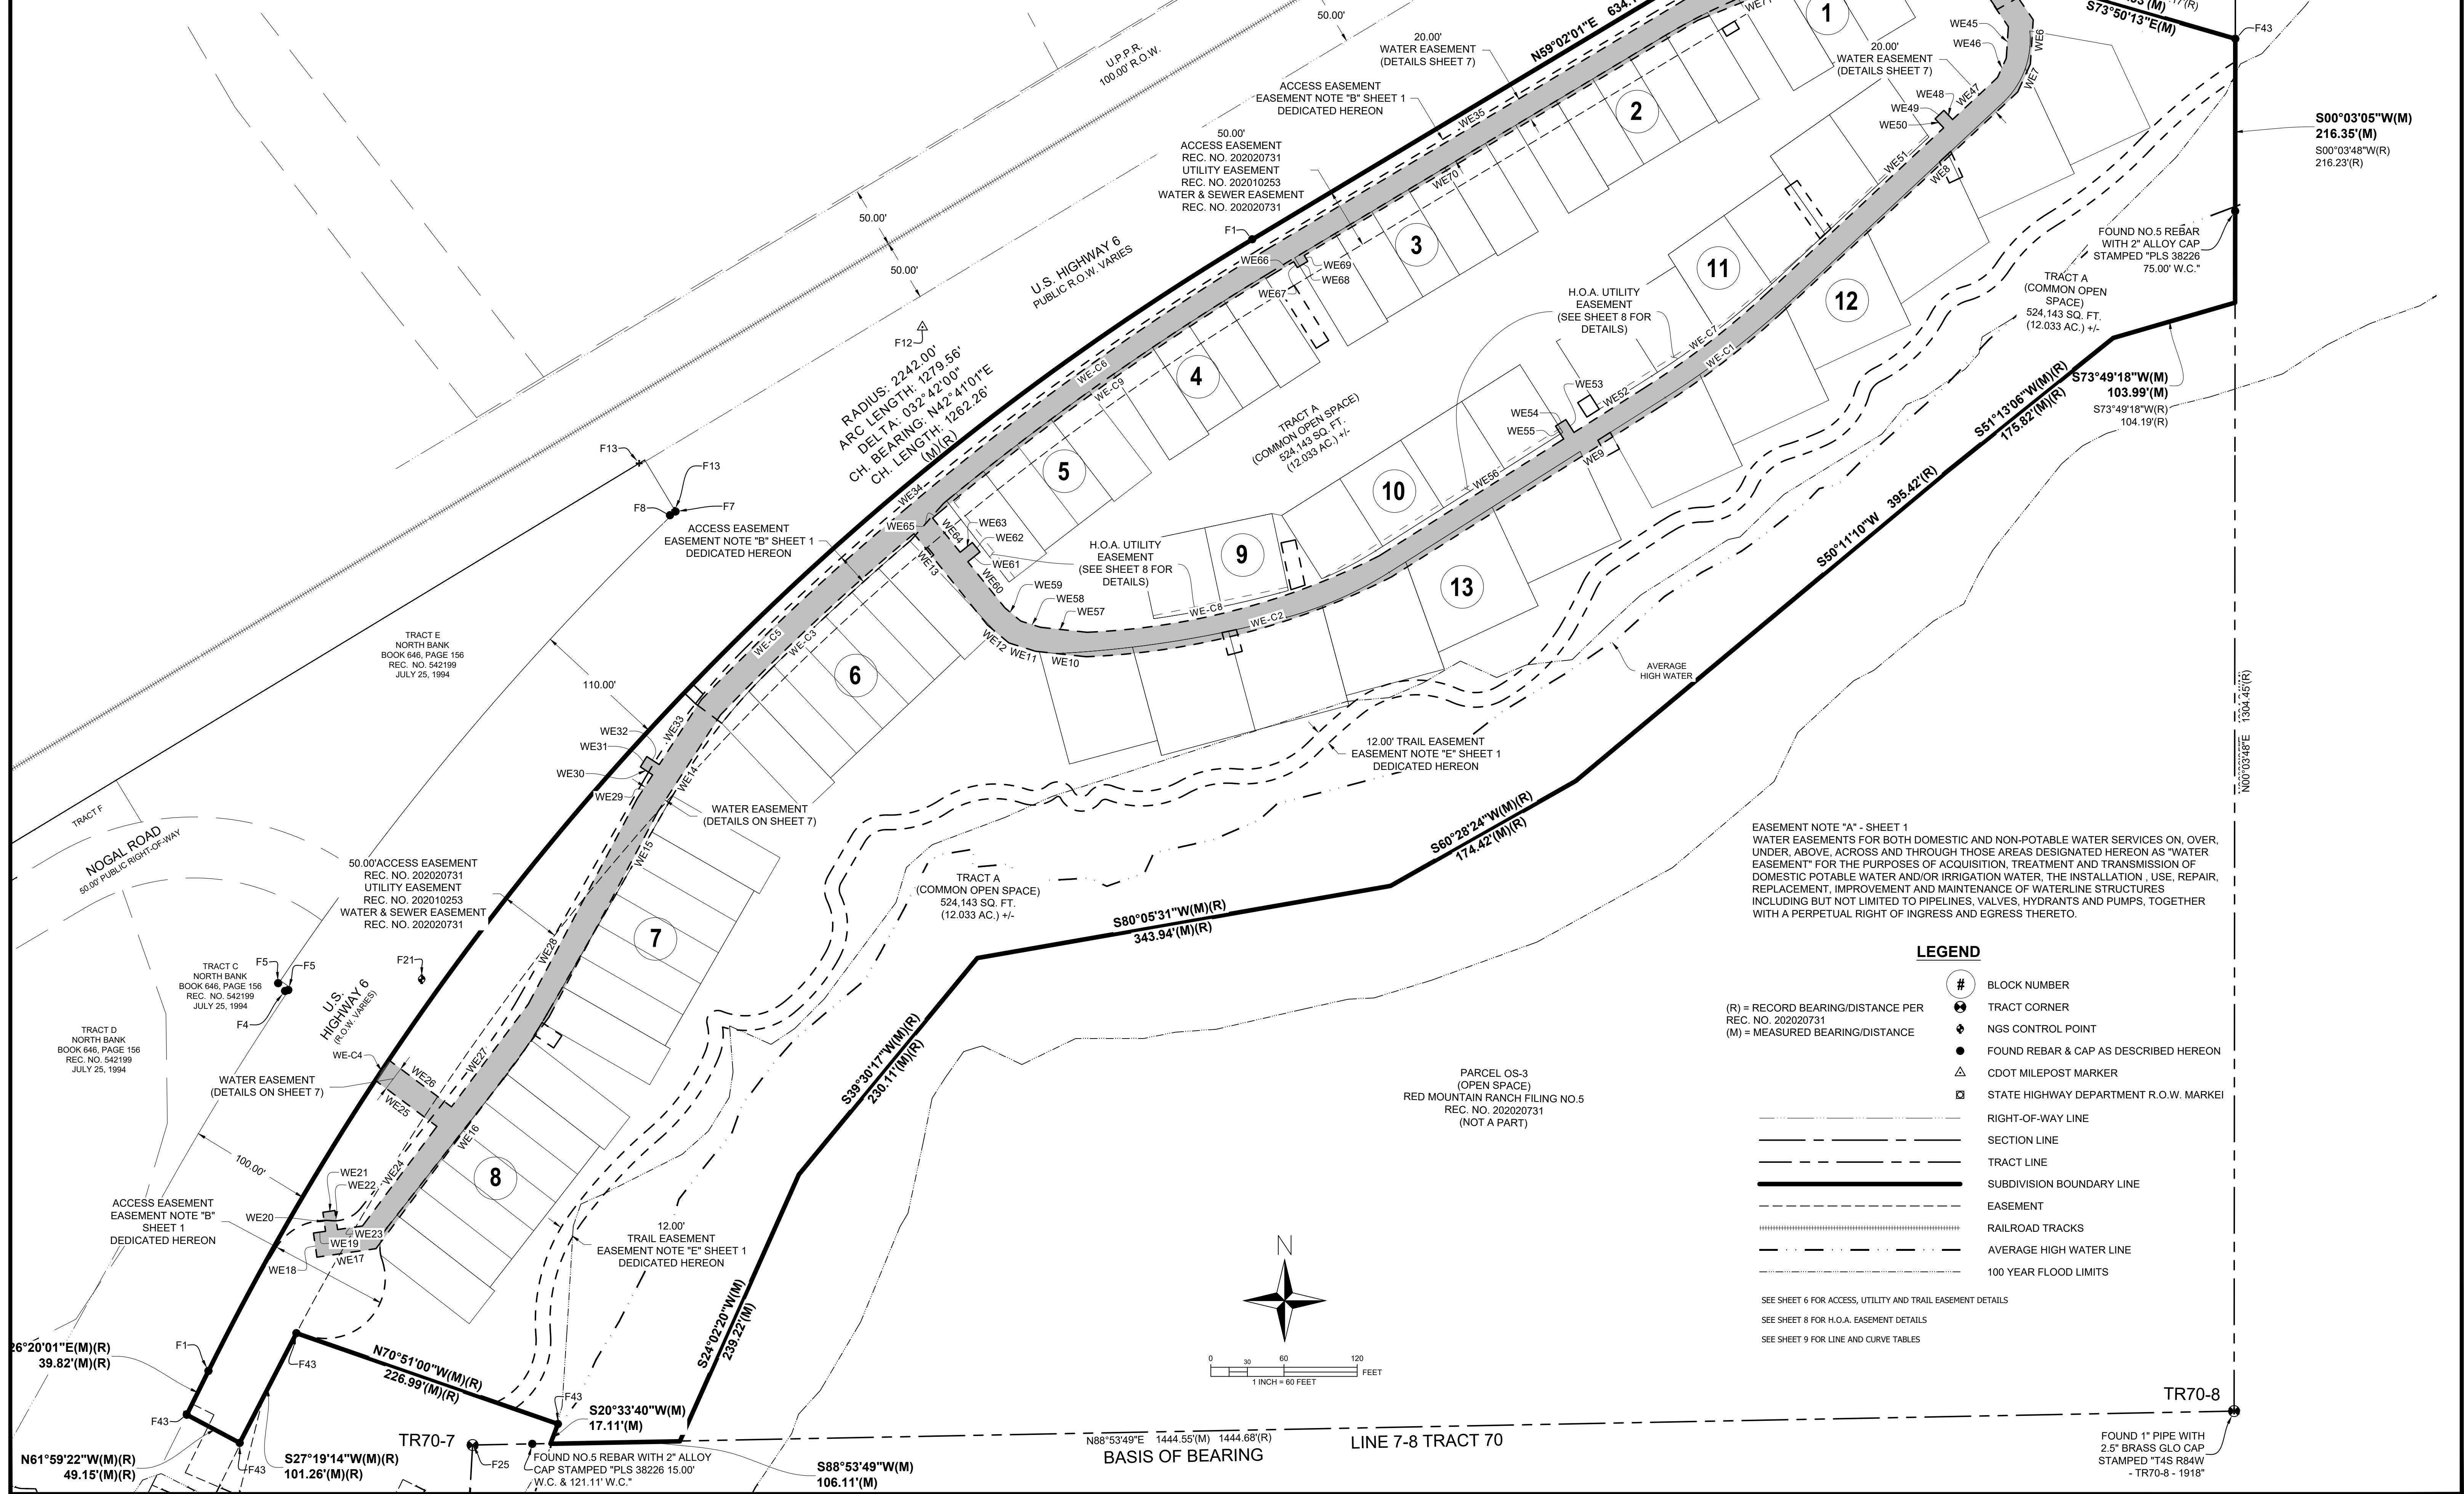 50.00'
U.P.P.R.
100.00' R.O.W.
N59°02'01"E
20.00'
WATER EASEMENT
(DETAILS SHEET 7)
ACCESS EASEMENT
EASEMENT NOTE "B" SHEET 1
DEDICATED HEREON
WE35
50.00'
ACCESS EASEMENT
REC. NO. 202020731
UTILITY EASEMENT
REC. NO. 202010253
WATER & SEWER EASEMENT
REC. NO. 202020731
1
2
3
WE70
20.00'
WATER EASEMENT
(DETAILS SHEET 7)
WE45
WE46
WE6
WE7
WE47
WE48
WE49
WE50
WE51
WE8
S73°50'13"E(M)
F43
S00°03'05"W(M)
216.35'(M)
S00°03'48"W(R)
216.23'(R)
FOUND NO.5 REBAR
WITH 2" ALLOY CAP
STAMPED "PLS 38226
75.00' W.C."
TRACT A
(COMMON OPEN
SPACE)
524,143 SQ. FT.
(12.033 AC.) +/-
S73°49'18"W(M)
103.99'(M)
S73°49'18"W(R)
104.19'(R)
S51°13'06"W(M)(R)
175.82'(M)(R)
S50°11'10"W 395.42'(R)
50.00'
50.00'
U.S. HIGHWAY 6
PUBLIC R.O.W. VARIES
F1
F12
WE66
WE67
WE68
WE69
RADIUS: 2242.00'
ARC LENGTH: 1279.56'
DELTA: 032°42'00"
CH. BEARING: N42°41'01"E
CH. LENGTH: 1262.26'
(M)(R)
WE-C6
WE-C9
4
5
11
12
H.O.A. UTILITY
EASEMENT
(SEE SHEET 8 FOR
DETAILS)
WE-C7
WE-C1
WE53
WE52
WE54
WE55
WE9
WE56
TRACT A
(COMMON OPEN SPACE)
524,143 SQ. FT.
(12.033 AC.) +/-
10
9
13
F13
F13
F8
F7
ACCESS EASEMENT
EASEMENT NOTE "B" SHEET 1
DEDICATED HEREON
WE34
WE65
WE64
WE63
WE62
WE61
WE13
WE60
WE59
WE58
WE57
H.O.A. UTILITY
EASEMENT
(SEE SHEET 8 FOR
DETAILS)
WE-C8
WE-C2
WE12
WE11
WE10
WE-C5
WE-C3
6
AVERAGE
HIGH WATER
TRACT E
NORTH BANK
BOOK 646, PAGE 156
REC. NO. 542199
JULY 25, 1994
110.00'
WE33
WE32
WE31
WE30
WE29
WE14
WATER EASEMENT
(DETAILS ON SHEET 7)
WE15
12.00' TRAIL EASEMENT
EASEMENT NOTE "E" SHEET 1
DEDICATED HEREON
S60°28'24"W(M)(R)
174.42'(M)(R)
1304.45'(R)
N00°03'48"E
TRACT F
NOGAL ROAD
50.00' PUBLIC RIGHT-OF-WAY
50.00'ACCESS EASEMENT
REC. NO. 202020731
UTILITY EASEMENT
REC. NO. 202010253
WATER & SEWER EASEMENT
REC. NO. 202020731
WE28
7
TRACT A
(COMMON OPEN SPACE)
524,143 SQ. FT.
(12.033 AC.) +/-
S80°05'31"W(M)(R)
343.94'(M)(R)
EASEMENT NOTE "A" - SHEET 1
WATER EASEMENTS FOR BOTH DOMESTIC AND NON-POTABLE WATER SERVICES ON, OVER,
UNDER, ABOVE, ACROSS AND THROUGH THOSE AREAS DESIGNATED HEREON AS "WATER
EASEMENT" FOR THE PURPOSES OF ACQUISITION, TREATMENT AND TRANSMISSION OF
DOMESTIC POTABLE WATER AND/OR IRRIGATION WATER, THE INSTALLATION , USE, REPAIR,
REPLACEMENT, IMPROVEMENT AND MAINTENANCE OF WATERLINE STRUCTURES
INCLUDING BUT NOT LIMITED TO PIPELINES, VALVES, HYDRANTS AND PUMPS, TOGETHER
WITH A PERPETUAL RIGHT OF INGRESS AND EGRESS THERETO.
LEGEND
# BLOCK NUMBER
TRACT CORNER
NGS CONTROL POINT
FOUND REBAR & CAP AS DESCRIBED HEREON
CDOT MILEPOST MARKER
STATE HIGHWAY DEPARTMENT R.O.W. MARKEI
RIGHT-OF-WAY LINE
SECTION LINE
TRACT LINE
SUBDIVISION BOUNDARY LINE
EASEMENT
RAILROAD TRACKS
AVERAGE HIGH WATER LINE
100 YEAR FLOOD LIMITS
SEE SHEET 6 FOR ACCESS, UTILITY AND TRAIL EASEMENT DETAILS
SEE SHEET 8 FOR H.O.A. EASEMENT DETAILS
SEE SHEET 9 FOR LINE AND CURVE TABLES
(R) = RECORD BEARING/DISTANCE PER
REC. NO. 202020731
(M) = MEASURED BEARING/DISTANCE
TRACT C
NORTH BANK
BOOK 646, PAGE 156
REC. NO. 542199
JULY 25, 1994
F5
F5
F4
F21
U.S.
HIGHWAY 6
(R.O.W. VARIES)
TRACT D
NORTH BANK
BOOK 646, PAGE 156
REC. NO. 542199
JULY 25, 1994
WE-C4
WE26
WE27
WE25
WATER EASEMENT
(DETAILS ON SHEET 7)
WE16
WE24
8
100.00'
S39°30'17"W(M)(R)
230.11'(M)(R)
PARCEL OS-3
(OPEN SPACE)
RED MOUNTAIN RANCH FILING NO.5
REC. NO. 202020731
(NOT A PART)
ACCESS EASEMENT
EASEMENT NOTE "B"
SHEET 1
DEDICATED HEREON
WE21
WE22
WE20
WE23
WE19
WE17
WE18
12.00'
TRAIL EASEMENT
EASEMENT NOTE "E" SHEET 1
DEDICATED HEREON
S24°02'20"W(M)
239.22'(M)
N
0 30 60 120
FEET
1 INCH = 60 FEET
26°20'01"E(M)(R)
39.82'(M)(R)
F1
F43
F43
F43
N70°51'00"W(M)(R)
226.99'(M)(R)
F43
S20°33'40"W(M)
17.11'(M)
N61°59'22"W(M)(R)
49.15'(M)(R)
S27°19'14"W(M)(R)
101.26'(M)(R)
TR70-7
F25
FOUND NO.5 REBAR WITH 2" ALLOY
CAP STAMPED "PLS 38226 15.00'
W.C. & 121.11' W.C."
S88°53'49"W(M)
106.11'(M)
N88°53'49"E 1444.55'(M) 1444.68'(R)
BASIS OF BEARING
LINE 7-8 TRACT 70
TR70-8
FOUND 1" PIPE WITH
2.5" BRASS GLO CAP
STAMPED "T4S R84W
- TR70-8 - 1918"